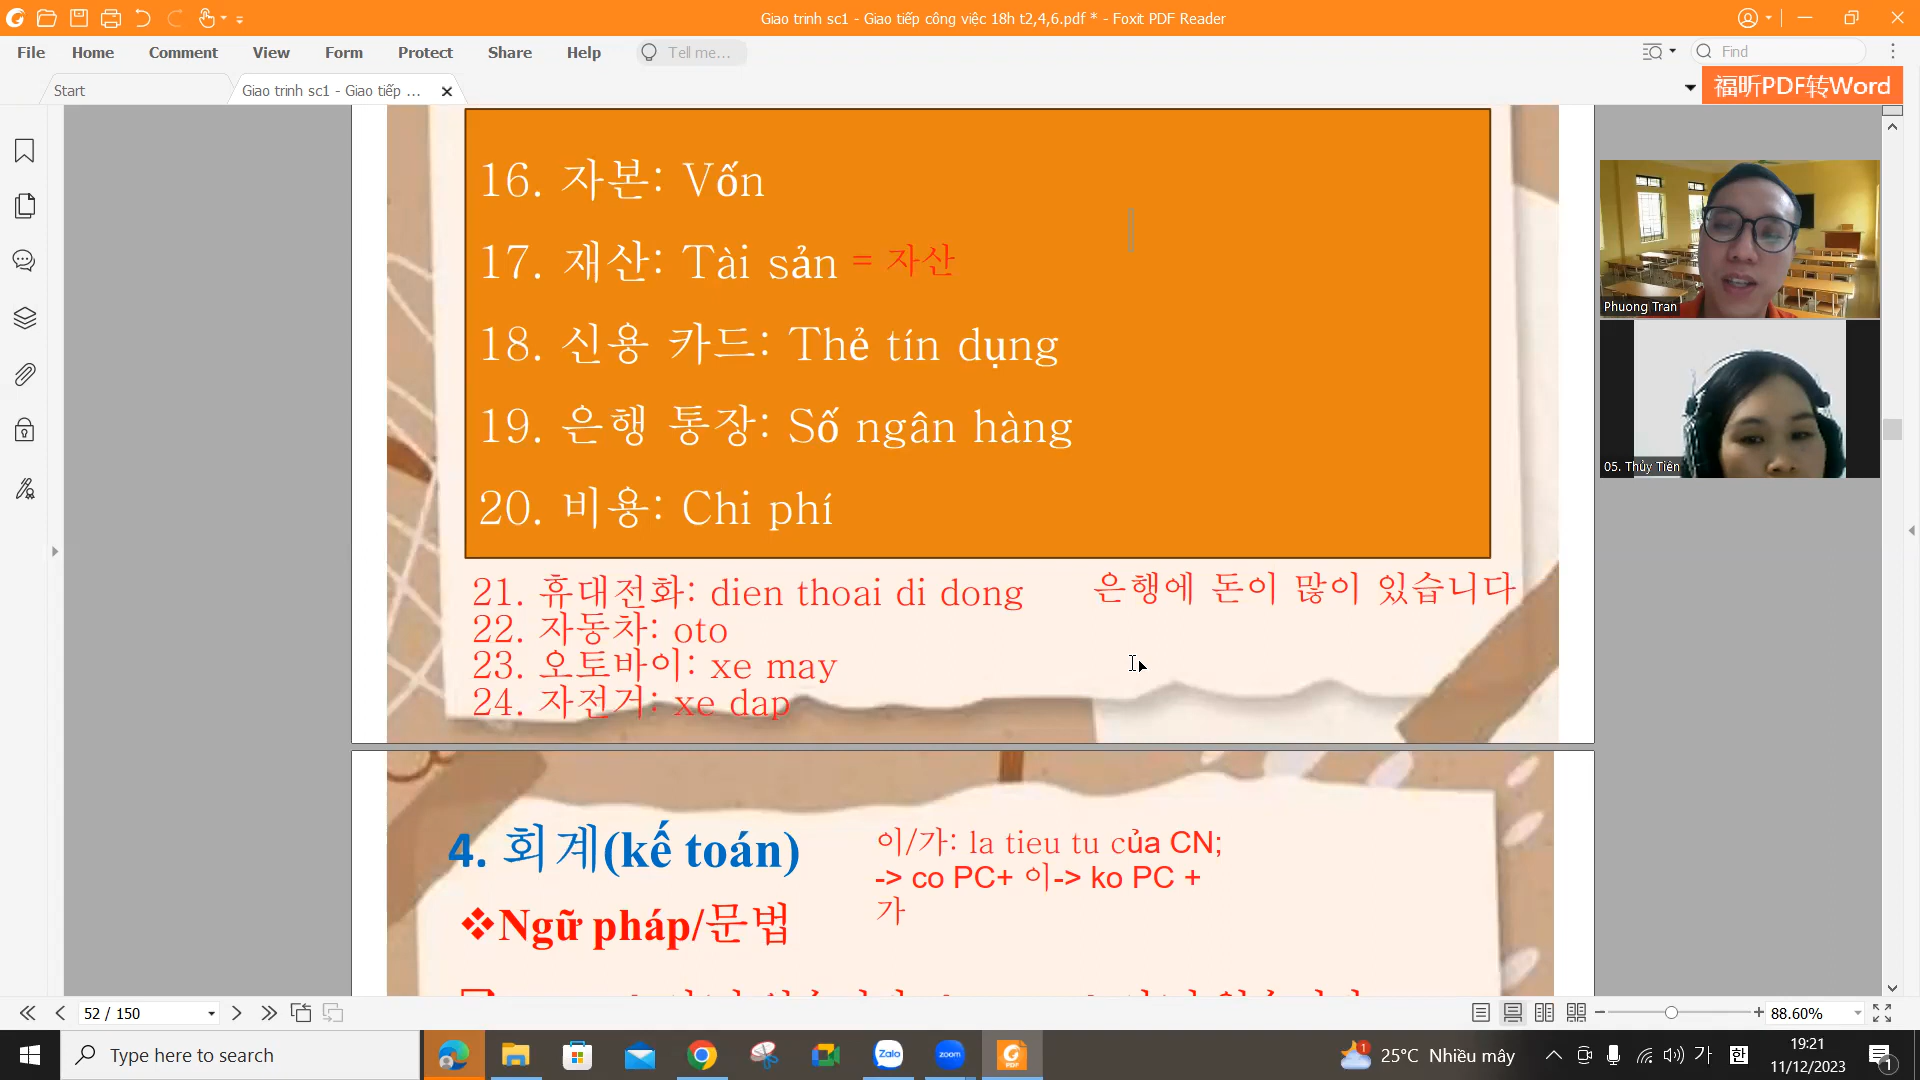 Giao trinh sc1 - Giao tiếp công việc 18h t2,4,6.pdf * - Foxit PDF Reader
File Home Comment View Form Protect Share Help Tell me... Find
Start
Giao trinh sc1 - Giao tiếp ...
福昕PDF转Word
16. 자본: Vốn
17. 재산: Tài sản = 자산
18. 신용 카드: Thẻ tín dụng
19. 은행 통장: Số ngân hàng
20. 비용: Chi phí
21. 휴대전화: dien thoai di dong
은행에 돈이 많이 있습니다
22. 자동차: oto
23. 오토바이: xe may
24. 자전거: xe dap
Phuong Tran
05. Thủy Tiên
4. 회계(kế toán)
이/가: la tieu tu của CN;
-> co PC+ 이-> ko PC +
가
❖Ngữ pháp/문법
52 / 150
88.60%
Type here to search
Zalo
zoom
PDF
1
25°C Nhiều mây
가
한
19:21
11/12/2023
1